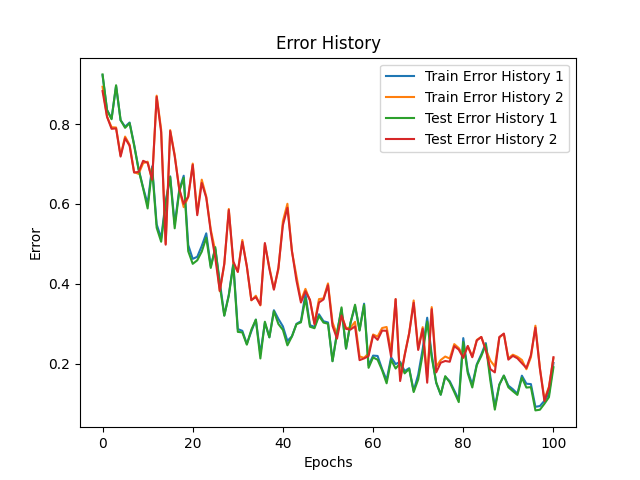 Error History
Train Error History 1
Train Error History 2
Test Error History 1
Test Error History 2
Error
0.8
0.6
0.4
0.2
0 20 40 60 80 100
Epochs